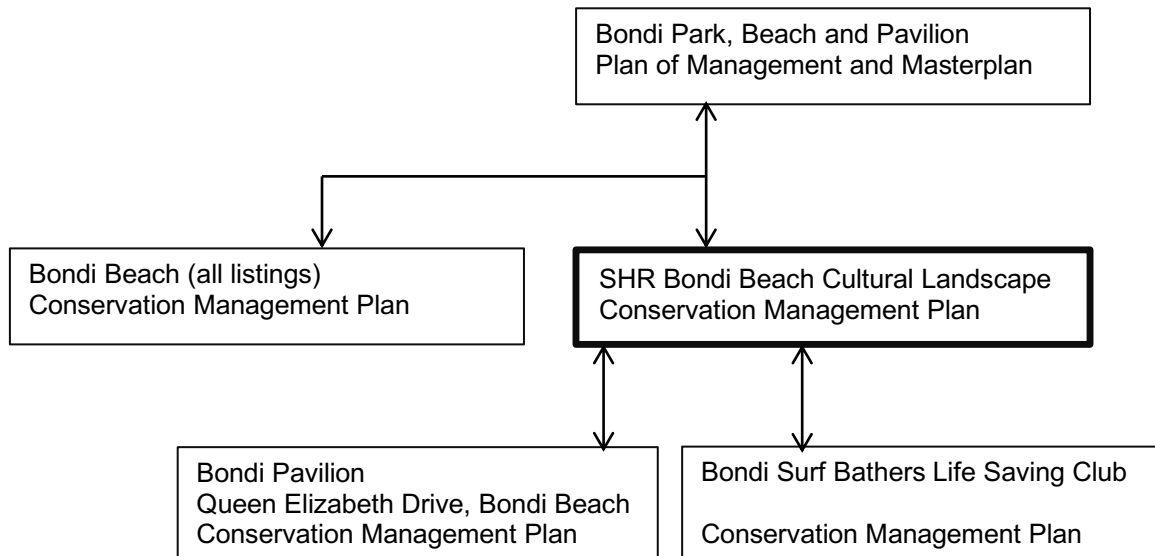 Bondi Park, Beach and Pavilion
Plan of Management and Masterplan
Bondi Beach (all listings)
Conservation Management Plan
SHR Bondi Beach Cultural Landscape
Conservation Management Plan
Bondi Pavilion
Queen Elizabeth Drive, Bondi Beach
Conservation Management Plan
Bondi Surf Bathers Life Saving Club
Conservation Management Plan